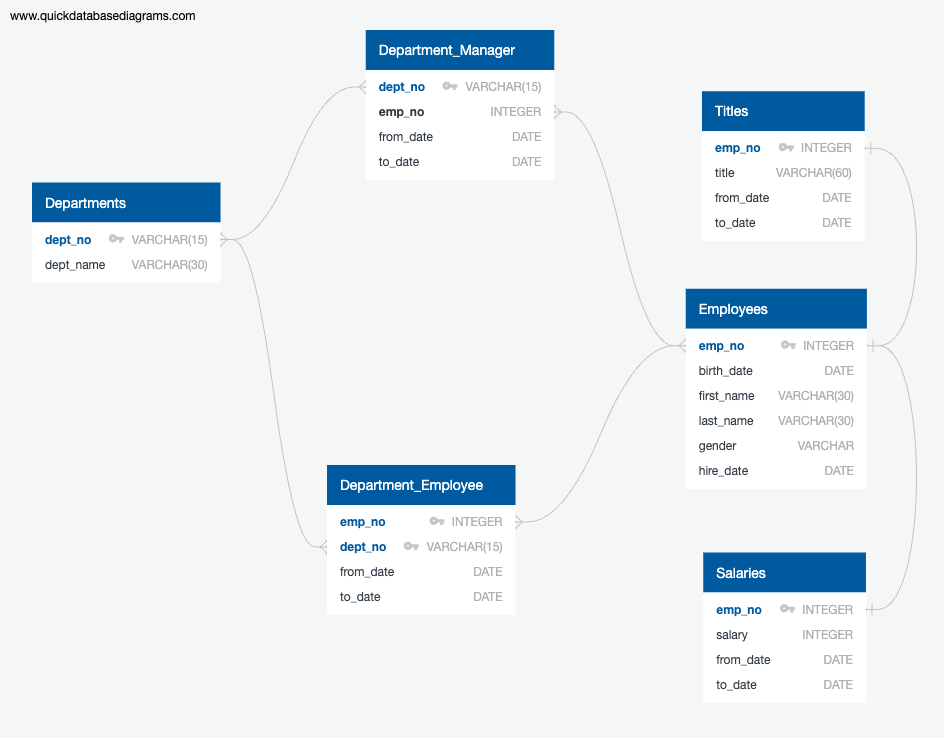 www.quickdatabasediagrams.com
Department_Manager
dept_no VARCHAR(15)
emp_no INTEGER
from_date DATE
to_date DATE
Titles
emp_no INTEGER
title VARCHAR(60)
from_date DATE
to_date DATE
Departments
dept_no VARCHAR(15)
dept_name VARCHAR(30)
Employees
emp_no INTEGER
birth_date DATE
first_name VARCHAR(30)
last_name VARCHAR(30)
gender VARCHAR
hire_date DATE
Department_Employee
emp_no INTEGER
dept_no VARCHAR(15)
from_date DATE
to_date DATE
Salaries
emp_no INTEGER
salary INTEGER
from_date DATE
to_date DATE